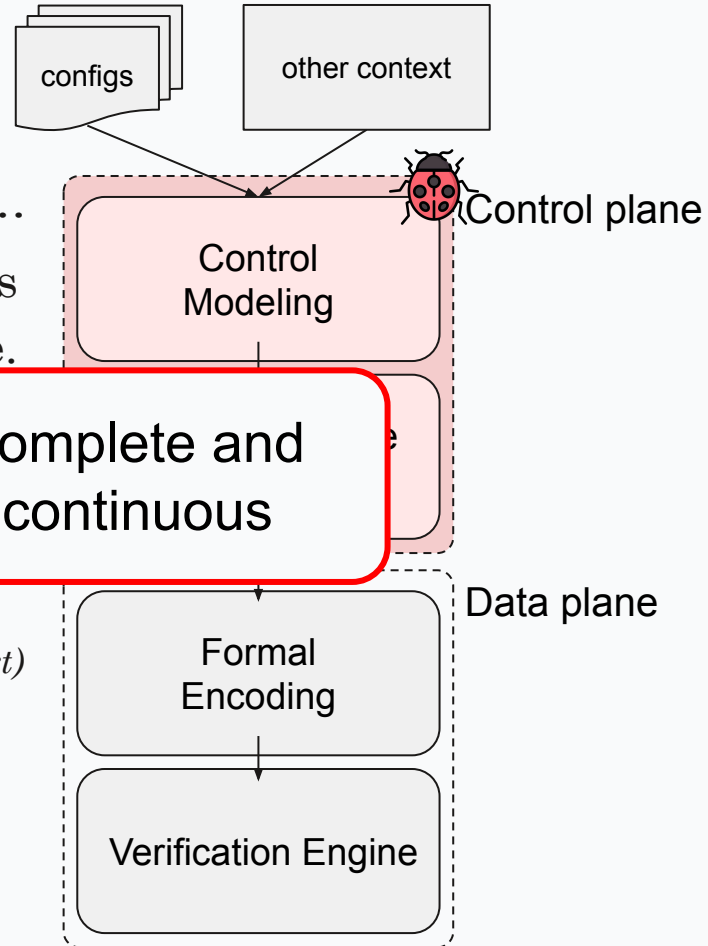 configs
other context
..
s
Control plane
Control
Modeling
e.
e
omplete and
continuous
Data plane
t)
Formal
Encoding
Verification Engine